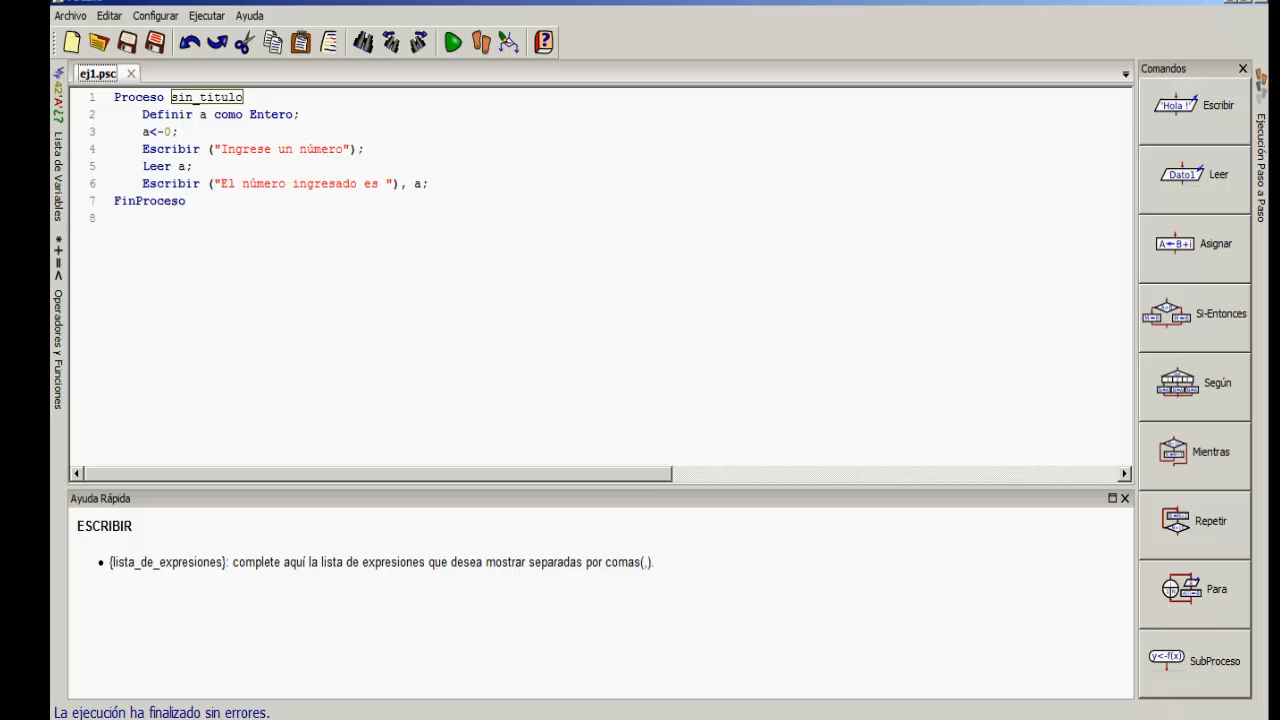 Archivo Editar Configurar Ejecutar Ayuda
ej1.psc
1 Proceso sin_titulo
2 Definir a como Entero;
3 a<-0;
4 Escribir ("Ingrese un número");
5 Leer a;
6 Escribir ("El número ingresado es "), a;
7 FinProceso
8
Lista de Variables
*+=< Operadores y Funciones
Ayuda Rápida
ESCRIBIR
• {lista_de_expresiones}: complete aquí la lista de expresiones que desea mostrar separadas por comas(,).
La ejecución ha finalizado sin errores.
Comandos
'Hola !' Escribir
Dato1 Leer
A←B+i Asignar
Si-Entonces
Según
Mientras
Repetir
Para
y<-f(x) SubProceso
Ejecución Paso a Paso